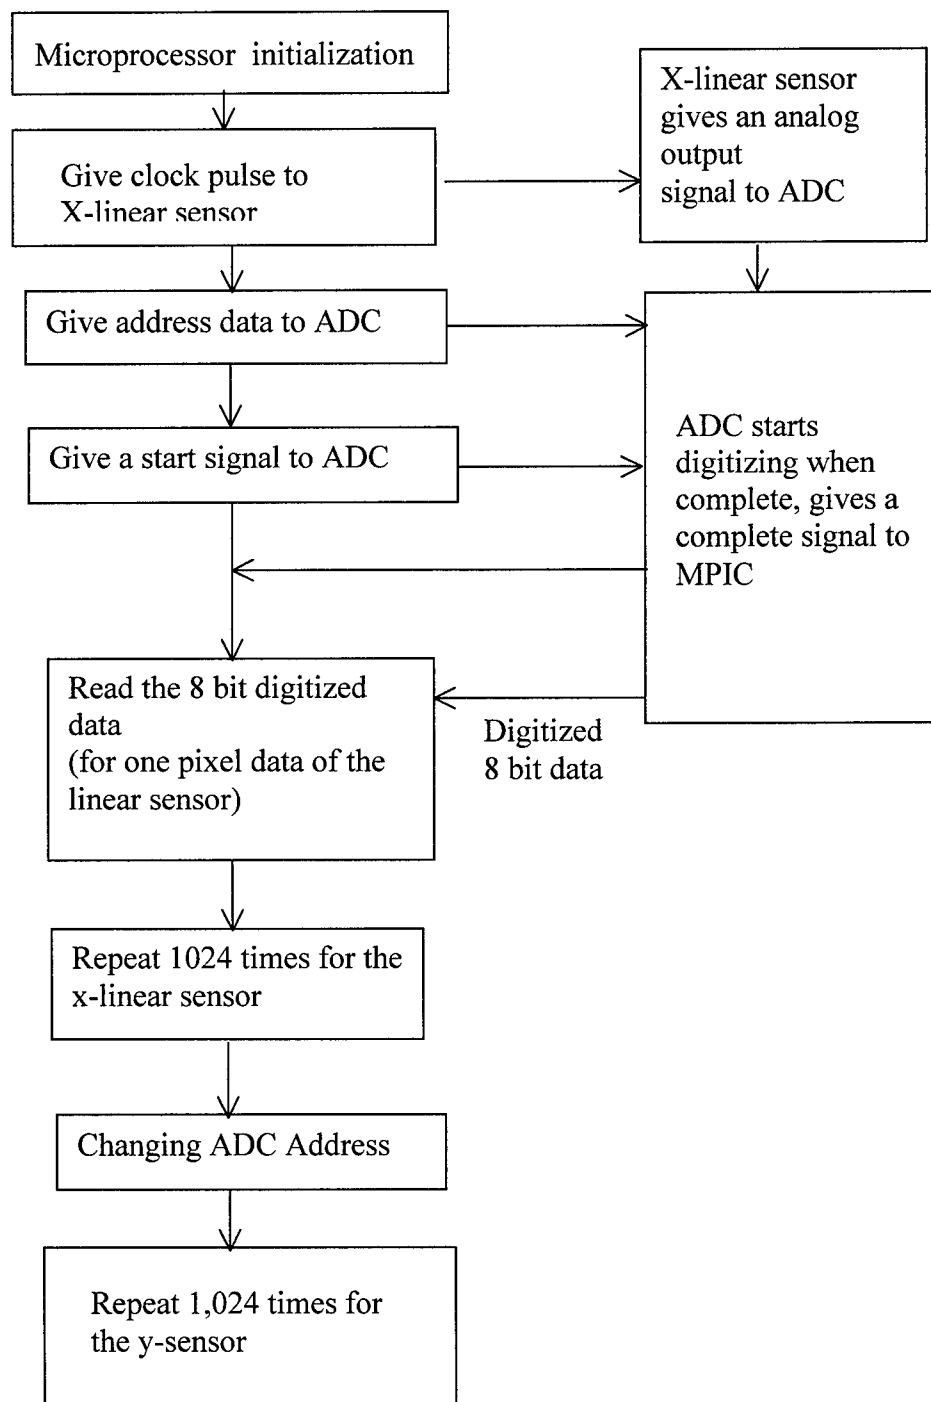 Microprocessor initialization
X-linear sensor
gives an analog
output
signal to ADC
Give clock pulse to
X-linear sensor
Give address data to ADC
Give a start signal to ADC
ADC starts
digitizing when
complete, gives a
complete signal to
MPIC
Read the 8 bit digitized
data
(for one pixel data of the
linear sensor)
Digitized
8 bit data
Repeat 1024 times for the
x-linear sensor
Changing ADC Address
Repeat 1,024 times for
the y-sensor